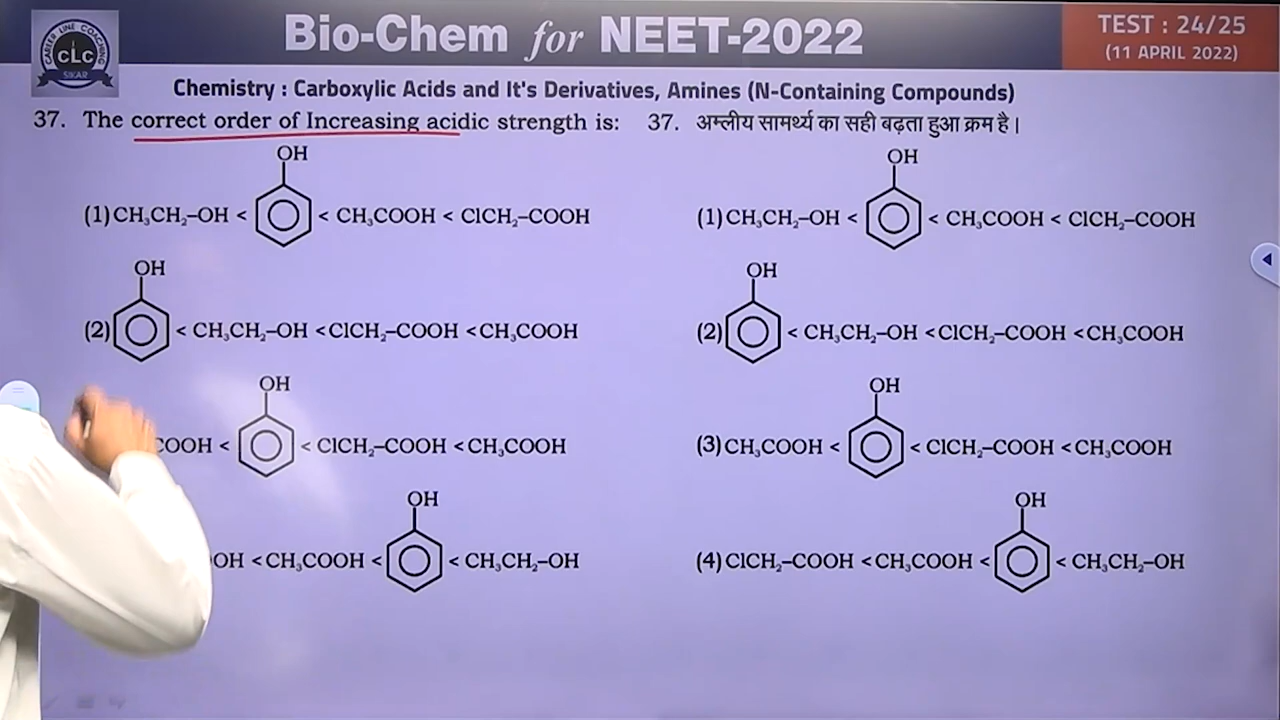 CAREER LINE COACHING
CLC
SIKAR
Bio-Chem for NEET-2022
TEST : 24/25
(11 APRIL 2022)
Chemistry : Carboxylic Acids and It's Derivatives, Amines (N-Containing Compounds)
37. The correct order of Increasing acidic strength is:
OH
(1) CH₃CH₂–OH < < CH₃COOH < ClCH₂–COOH
OH
(2) < CH₃CH₂–OH < ClCH₂–COOH < CH₃COOH
OH
COOH < < ClCH₂–COOH < CH₃COOH
OH
OH < CH₃COOH < < CH₃CH₂–OH
37. अम्लीय सामर्थ्य का सही बढ़ता हुआ क्रम है।
OH
(1) CH₃CH₂–OH < < CH₃COOH < ClCH₂–COOH
OH
(2) < CH₃CH₂–OH < ClCH₂–COOH < CH₃COOH
OH
(3) CH₃COOH < < ClCH₂–COOH < CH₃COOH
OH
(4) ClCH₂–COOH < CH₃COOH < < CH₃CH₂–OH